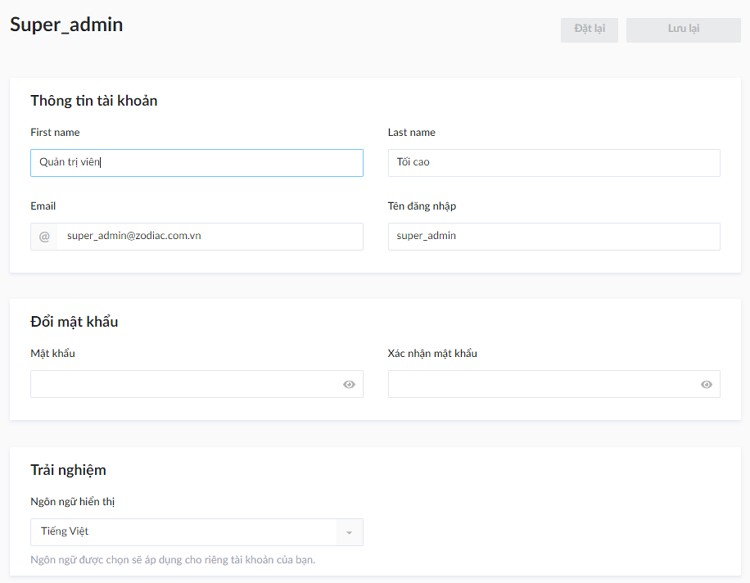 Super_admin
Đặt lại
Lưu lại
Thông tin tài khoản
First name
Last name
Quản trị viên
Tối cao
Email
Tên đăng nhập
@
super_admin@zodiac.com.vn
super_admin
Đổi mật khẩu
Mật khẩu
Xác nhận mật khẩu
Trải nghiệm
Ngôn ngữ hiển thị
Tiếng Việt
Ngôn ngữ được chọn sẽ áp dụng cho riêng tài khoản của bạn.